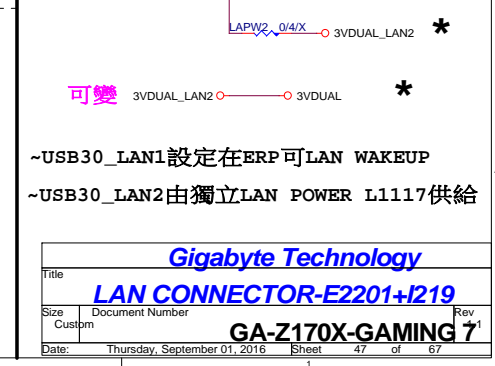 LAPW2 0/4/X 3VDUAL_LAN2 *
可變 3VDUAL_LAN2 3VDUAL *
~USB30_LAN1設定在ERP可LAN WAKEUP
~USB30_LAN2由獨立LAN POWER L1117供給
Gigabyte Technology
Title
LAN CONNECTOR-E2201+I219
Size Document Number Rev
Custom GA-Z170X-GAMING 7 1.1
Date: Thursday, September 01, 2016 Sheet 47 of 67
1